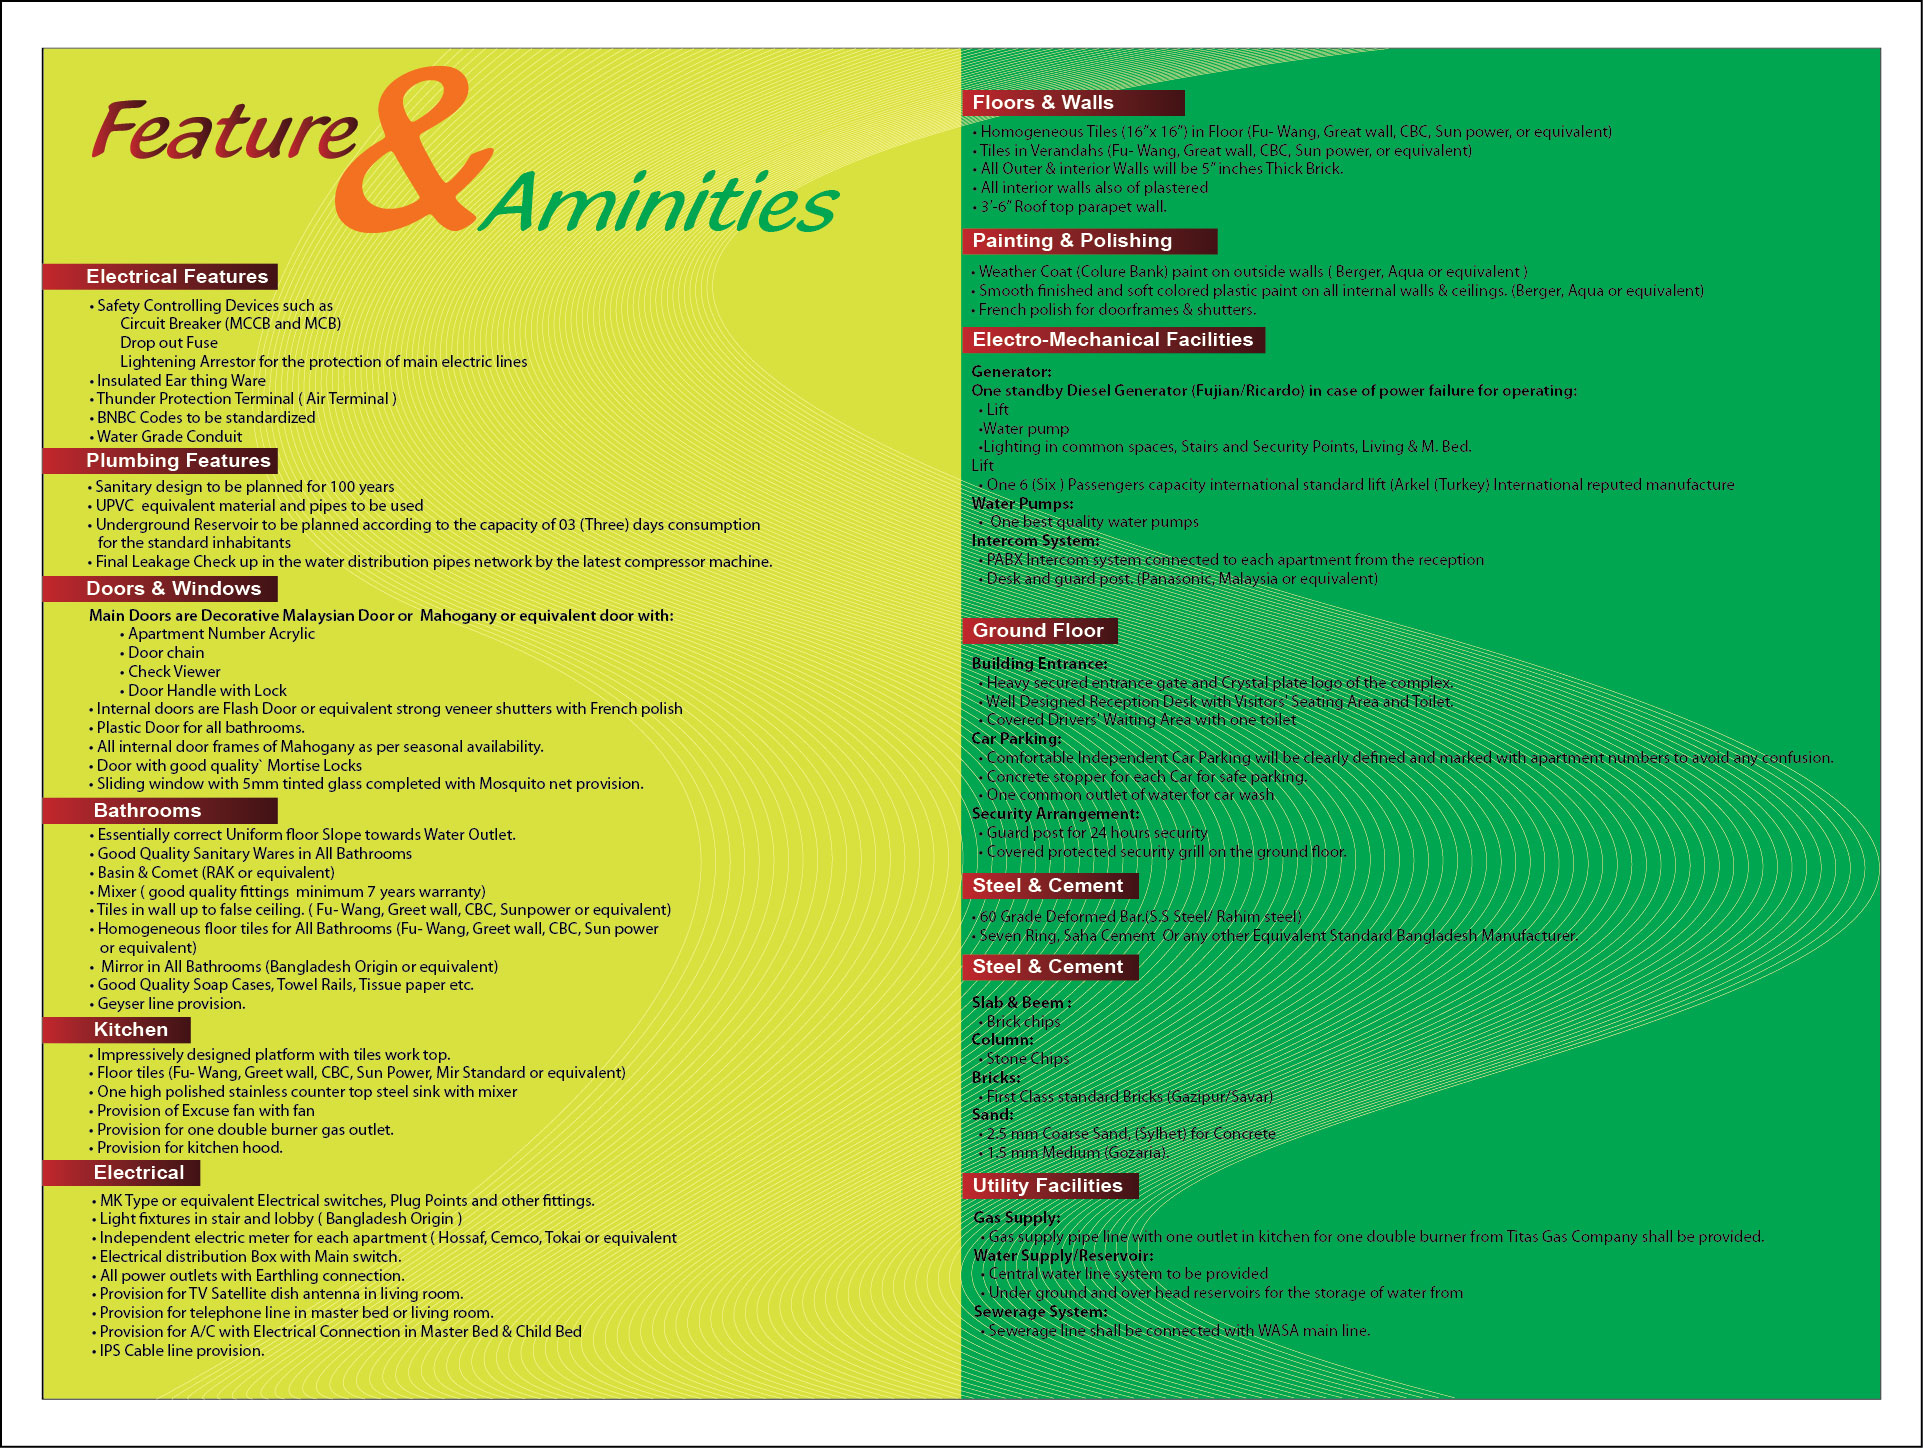 Feature
&
Aminities
Electrical Features
• Safety Controlling Devices such as
Circuit Breaker (MCCB and MCB)
Drop out Fuse
Lightening Arrestor for the protection of main electric lines
• Insulated Ear thing Ware
• Thunder Protection Terminal ( Air Terminal )
• BNBC Codes to be standardized
• Water Grade Conduit
Plumbing Features
• Sanitary design to be planned for 100 years
• UPVC equivalent material and pipes to be used
• Underground Reservoir to be planned according to the capacity of 03 (Three) days consumption
for the standard inhabitants
• Final Leakage Check up in the water distribution pipes network by the latest compressor machine.
Doors & Windows
Main Doors are Decorative Malaysian Door or Mahogany or equivalent door with:
• Apartment Number Acrylic
• Door chain
• Check Viewer
• Door Handle with Lock
• Internal doors are Flash Door or equivalent strong veneer shutters with French polish
• Plastic Door for all bathrooms.
• All internal door frames of Mahogany as per seasonal availability.
• Door with good quality` Mortise Locks
• Sliding window with 5mm tinted glass completed with Mosquito net provision.
Bathrooms
• Essentially correct Uniform floor Slope towards Water Outlet.
• Good Quality Sanitary Wares in All Bathrooms
• Basin & Comet (RAK or equivalent)
• Mixer ( good quality fittings minimum 7 years warranty)
• Tiles in wall up to false ceiling. ( Fu- Wang, Greet wall, CBC, Sunpower or equivalent)
• Homogeneous floor tiles for All Bathrooms (Fu- Wang, Greet wall, CBC, Sun power
or equivalent)
• Mirror in All Bathrooms (Bangladesh Origin or equivalent)
• Good Quality Soap Cases, Towel Rails, Tissue paper etc.
• Geyser line provision.
Kitchen
• Impressively designed platform with tiles work top.
• Floor tiles (Fu- Wang, Greet wall, CBC, Sun Power, Mir Standard or equivalent)
• One high polished stainless counter top steel sink with mixer
• Provision of Excuse fan with fan
• Provision for one double burner gas outlet.
• Provision for kitchen hood.
Electrical
• MK Type or equivalent Electrical switches, Plug Points and other fittings.
• Light fixtures in stair and lobby ( Bangladesh Origin )
• Independent electric meter for each apartment ( Hossaf, Cemco, Tokai or equivalent
• Electrical distribution Box with Main switch.
• All power outlets with Earthling connection.
• Provision for TV Satellite dish antenna in living room.
• Provision for telephone line in master bed or living room.
• Provision for A/C with Electrical Connection in Master Bed & Child Bed
• IPS Cable line provision.
Floors & Walls
• Homogeneous Tiles (16”x 16”) in Floor (Fu- Wang, Great wall, CBC, Sun power, or equivalent)
• Tiles in Verandahs (Fu- Wang, Great wall, CBC, Sun power, or equivalent)
• All Outer & interior Walls will be 5” inches Thick Brick.
• All interior walls also of plastered
• 3’-6” Roof top parapet wall.
Painting & Polishing
• Weather Coat (Colure Bank) paint on outside walls ( Berger, Aqua or equivalent )
• Smooth finished and soft colored plastic paint on all internal walls & ceilings. (Berger, Aqua or equivalent)
• French polish for doorframes & shutters.
Electro-Mechanical Facilities
Generator:
One standby Diesel Generator (Fujian/Ricardo) in case of power failure for operating:
• Lift
•Water pump
•Lighting in common spaces, Stairs and Security Points, Living & M. Bed.
Lift
• One 6 (Six ) Passengers capacity international standard lift (Arkel (Turkey) International reputed manufacture
Water Pumps:
• One best quality water pumps
Intercom System:
• PABX Intercom system connected to each apartment from the reception
• Desk and guard post. (Panasonic, Malaysia or equivalent)
Ground Floor
Building Entrance:
• Heavy secured entrance gate and Crystal plate logo of the complex.
• Well Designed Reception Desk with Visitors’ Seating Area and Toilet.
• Covered Drivers’ Waiting Area with one toilet
Car Parking:
• Comfortable Independent Car Parking will be clearly defined and marked with apartment numbers to avoid any confusion.
• Concrete stopper for each Car for safe parking.
• One common outlet of water for car wash
Security Arrangement:
• Guard post for 24 hours security
• Covered protected security grill on the ground floor.
Steel & Cement
• 60 Grade Deformed Bar.(S.S Steel/ Rahim steel)
• Seven Ring, Saha Cement Or any other Equivalent Standard Bangladesh Manufacturer.
Steel & Cement
Slab & Beem :
• Brick chips
Column:
• Stone Chips
Bricks:
• First Class standard Bricks (Gazipur/Savar)
Sand:
• 2.5 mm Coarse Sand, (Sylhet) for Concrete
• 1.5 mm Medium (Gozaria).
Utility Facilities
Gas Supply:
• Gas supply pipe line with one outlet in kitchen for one double burner from Titas Gas Company shall be provided.
Water Supply/Reservoir:
• Central water line system to be provided
• Under ground and over head reservoirs for the storage of water from
Sewerage System:
• Sewerage line shall be connected with WASA main line.